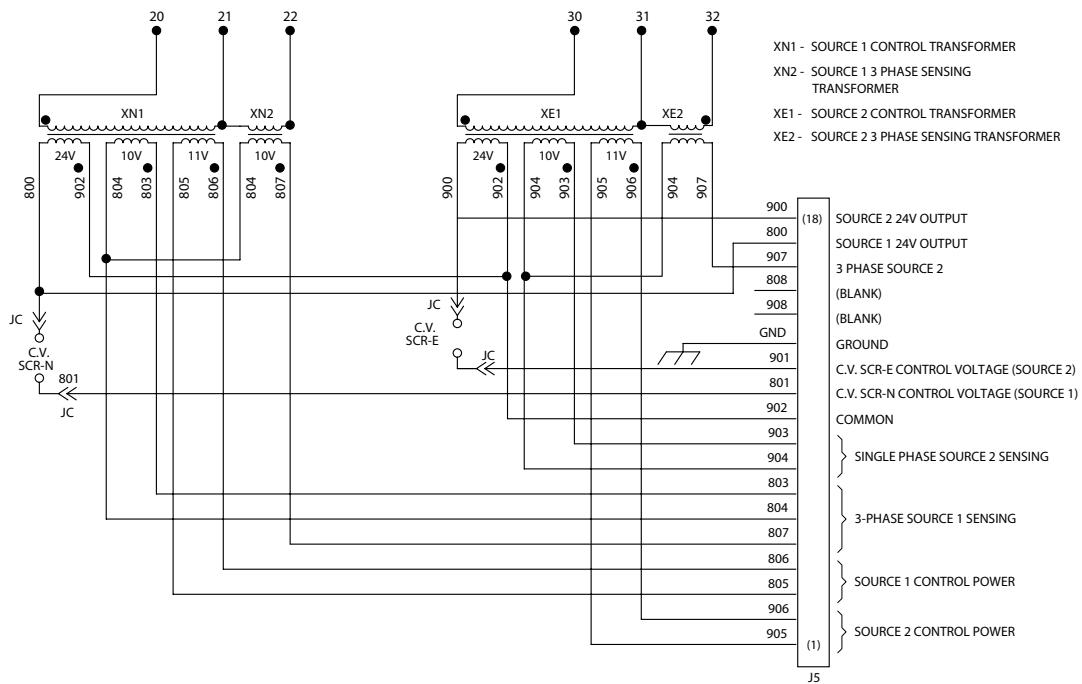 20 21 22 30 31 32
XN1 - SOURCE 1 CONTROL TRANSFORMER
XN2 - SOURCE 1 3 PHASE SENSING
TRANSFORMER
XE1 - SOURCE 2 CONTROL TRANSFORMER
XE2 - SOURCE 2 3 PHASE SENSING TRANSFORMER
XN1 XN2 XE1 XE2
24V 10V 11V 10V 24V 10V 11V
800 902 804 803 805 806 804 807 900 902 904 903 905 906 904 907
JC
C.V.
SCR-N
801
JC
JC
C.V.
SCR-E
JC
900 (18) SOURCE 2 24V OUTPUT
800 SOURCE 1 24V OUTPUT
907 3 PHASE SOURCE 2
808 (BLANK)
908 (BLANK)
GND GROUND
901 C.V. SCR-E CONTROL VOLTAGE (SOURCE 2)
801 C.V. SCR-N CONTROL VOLTAGE (SOURCE 1)
902 COMMON
903
904
SINGLE PHASE SOURCE 2 SENSING
803
804
807
3-PHASE SOURCE 1 SENSING
806
805
SOURCE 1 CONTROL POWER
906
905 (1)
SOURCE 2 CONTROL POWER
J5